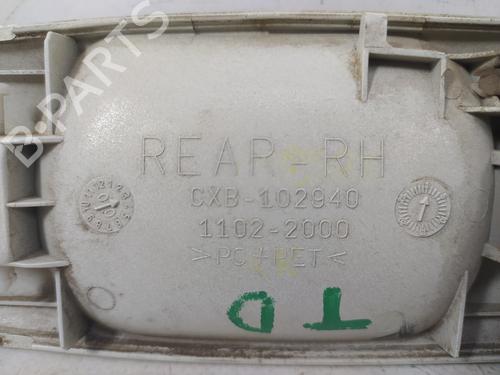 B-PARTS
REAR-RH
CXB-102940
1102-2000
>PC+PET<
TD